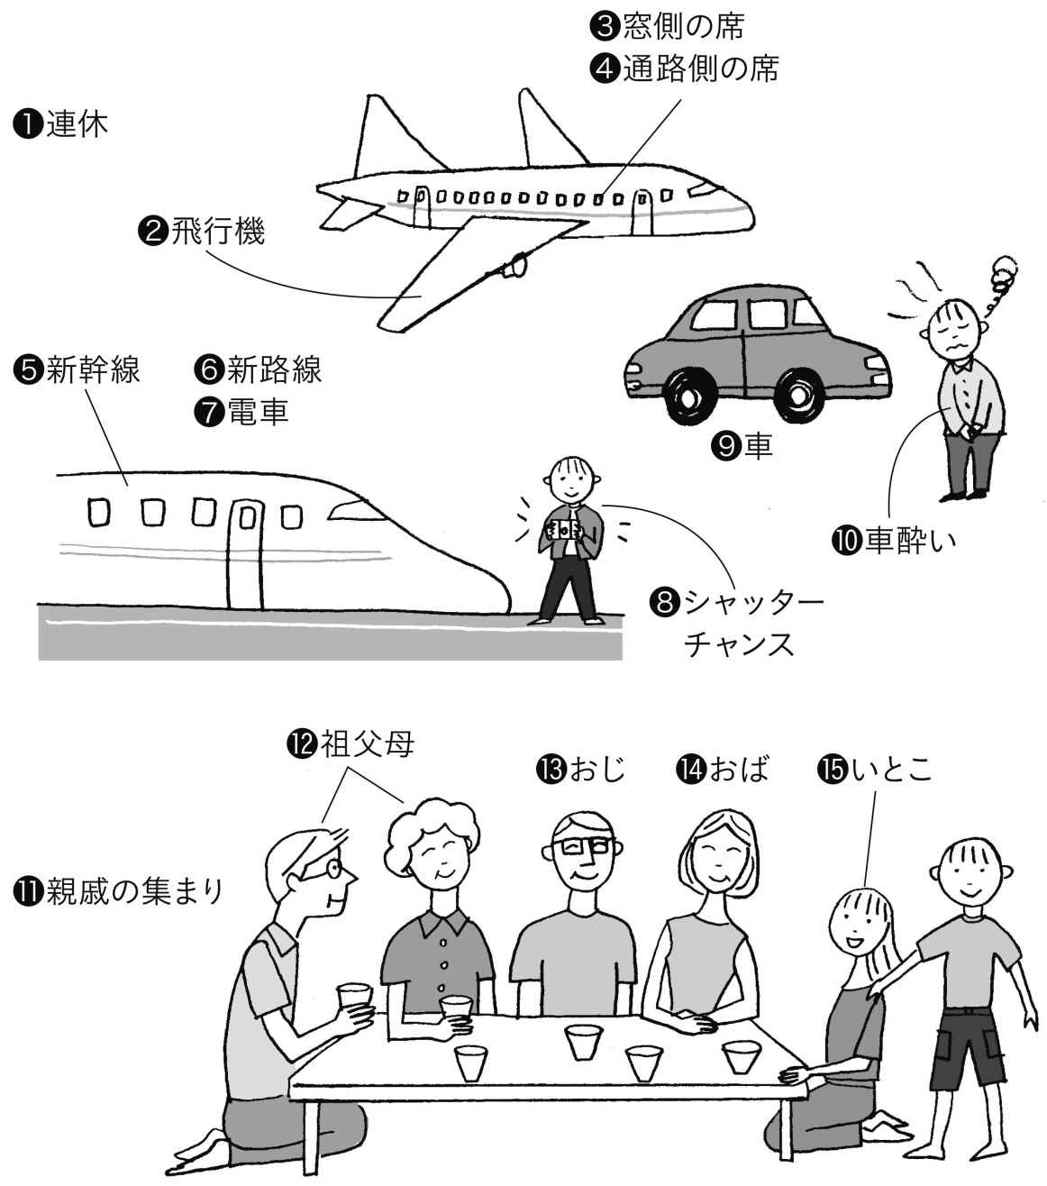 ❸窓側の席
❹通路側の席
❶連休
❷飛行機
❺新幹線
❻新路線
❼電車
❾車
❿車酔い
❽シャッター
チャンス
⓬祖父母
⓭おじ
⓮おば
⓯いとこ
⓫親戚の集まり